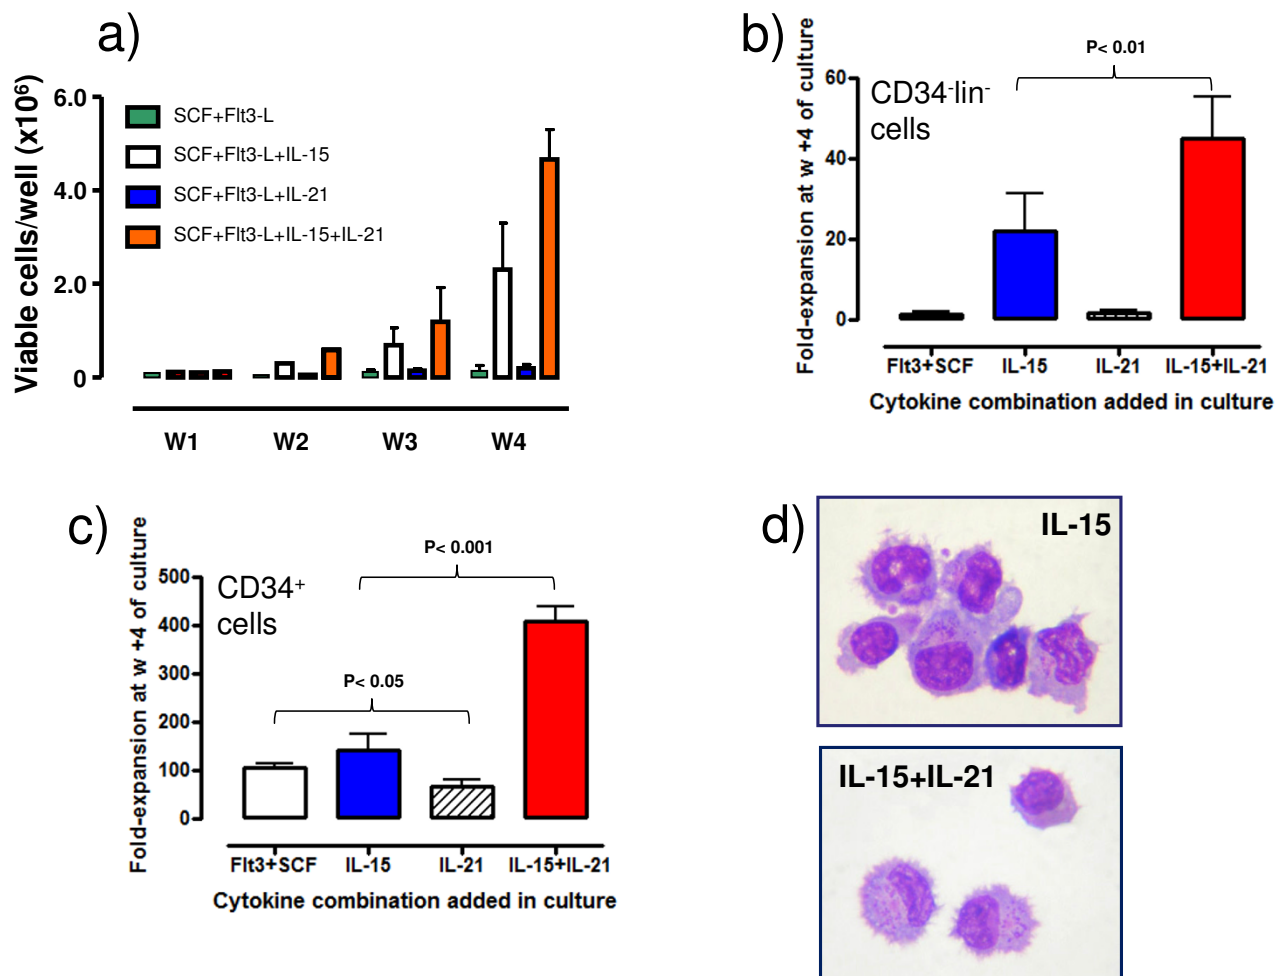 a)
Viable cells/well (x10⁶)
6.0
4.0
2.0
0
SCF+Flt3-L
SCF+Flt3-L+IL-15
SCF+Flt3-L+IL-21
SCF+Flt3-L+IL-15+IL-21
W1 W2 W3 W4
b)
Fold-expansion at w +4 of culture
60
40
20
0
CD34⁻lin⁻
cells
P< 0.01
Flt3+SCF IL-15 IL-21 IL-15+IL-21
Cytokine combination added in culture
c)
Fold-expansion at w +4 of culture
500
400
300
200
100
0
CD34⁺
cells
P< 0.001
P< 0.05
Flt3+SCF IL-15 IL-21 IL-15+IL-21
Cytokine combination added in culture
d)
IL-15
IL-15+IL-21